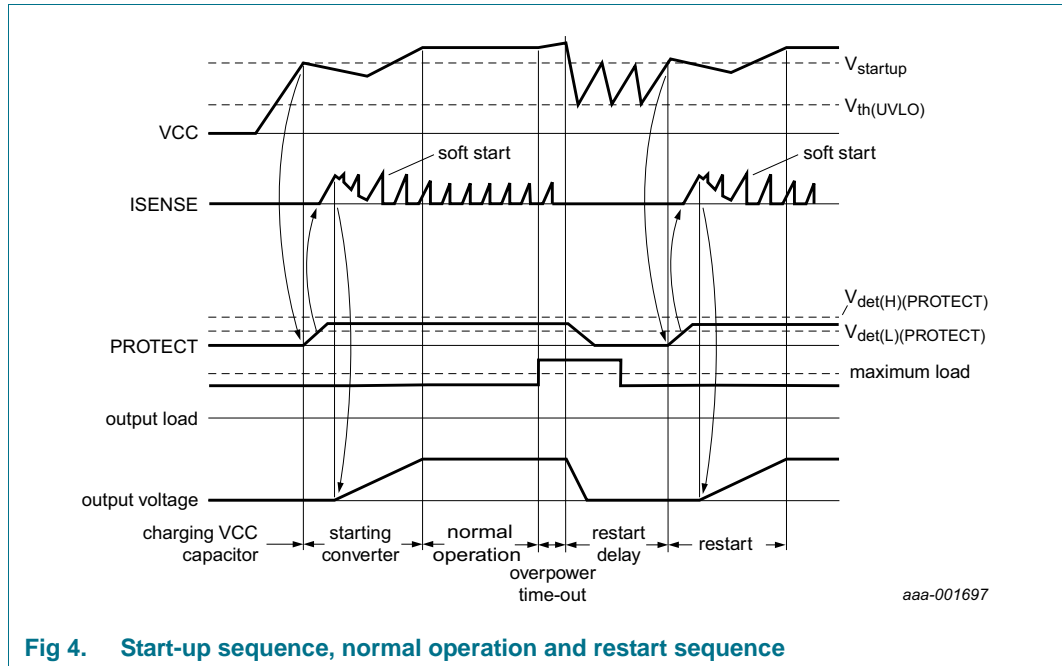 V_startup
V_th(UVLO)
VCC
soft start
soft start
ISENSE
V_det(H)(PROTECT)
V_det(L)(PROTECT)
PROTECT
maximum load
output load
output voltage
charging VCC
capacitor
starting
converter
normal
operation
overpower
time-out
restart
delay
restart
aaa-001697
Fig 4. Start-up sequence, normal operation and restart sequence